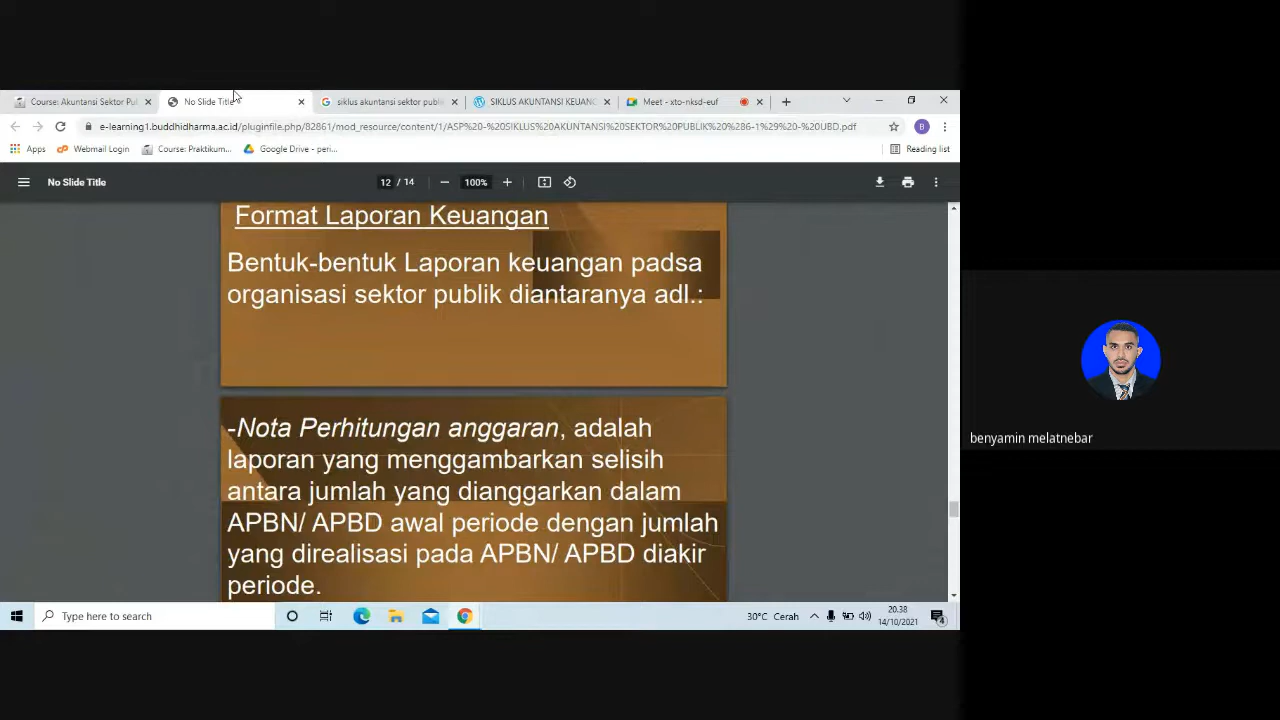 Course: Akuntansi Sektor Pul
No Slide Title
siklus akuntansi sektor publi
SIKLUS AKUNTANSI KEUANG
Meet - xto-nksd-euf
e-learning1.buddhidharma.ac.id/pluginfile.php/82861/mod_resource/content/1/ASP%20-%20SIKLUS%20AKUNTANSI%20SEKTOR%20PUBLIK%20%286-1%29%20-%20UBD.pdf
B
Apps
Webmail Login
Course: Praktikum...
Google Drive - peri...
Reading list
No Slide Title
12 / 14
100%
Format Laporan Keuangan
Bentuk-bentuk Laporan keuangan padsa
organisasi sektor publik diantaranya adl.:
-Nota Perhitungan anggaran, adalah
laporan yang menggambarkan selisih
antara jumlah yang dianggarkan dalam
APBN/ APBD awal periode dengan jumlah
yang direalisasi pada APBN/ APBD diakir
periode.
benyamin melatnebar
Type here to search
30°C Cerah
20.38
14/10/2021
4